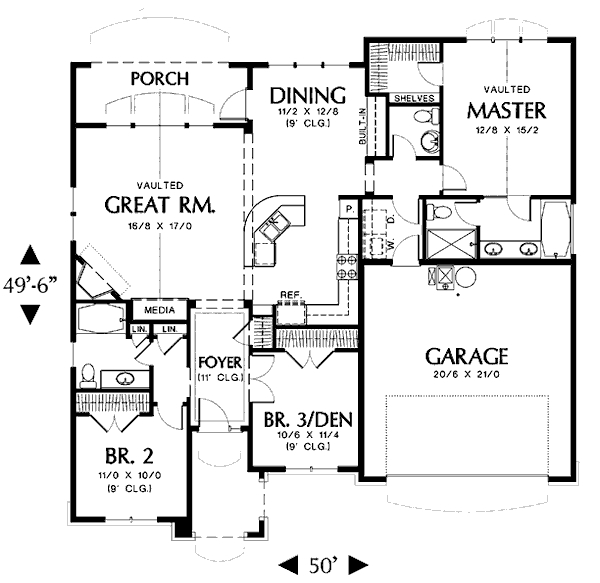 PORCH
DINING
11/2 X 12/8
(9' CLG.)
BUILT-IN
SHELVES
VAULTED
MASTER
12/8 X 15/2
VAULTED
GREAT RM.
16/8 X 17/0
P.
D.
W.
49'-6"
MEDIA
REF.
LIN.
LIN.
FOYER
(11' CLG.)
GARAGE
20/6 X 21/0
BR. 3/DEN
10/6 X 11/4
(9' CLG.)
BR. 2
11/0 X 10/0
(9' CLG.)
50'